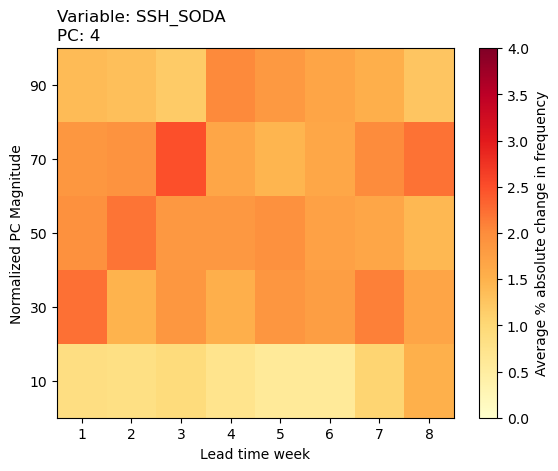 Variable: SSH_SODA
PC: 4
Normalized PC Magnitude
90
70
50
30
10
1 2 3 4 5 6 7 8
Lead time week
4.0
3.5
3.0
2.5
2.0
1.5
1.0
0.5
0.0
Average % absolute change in frequency